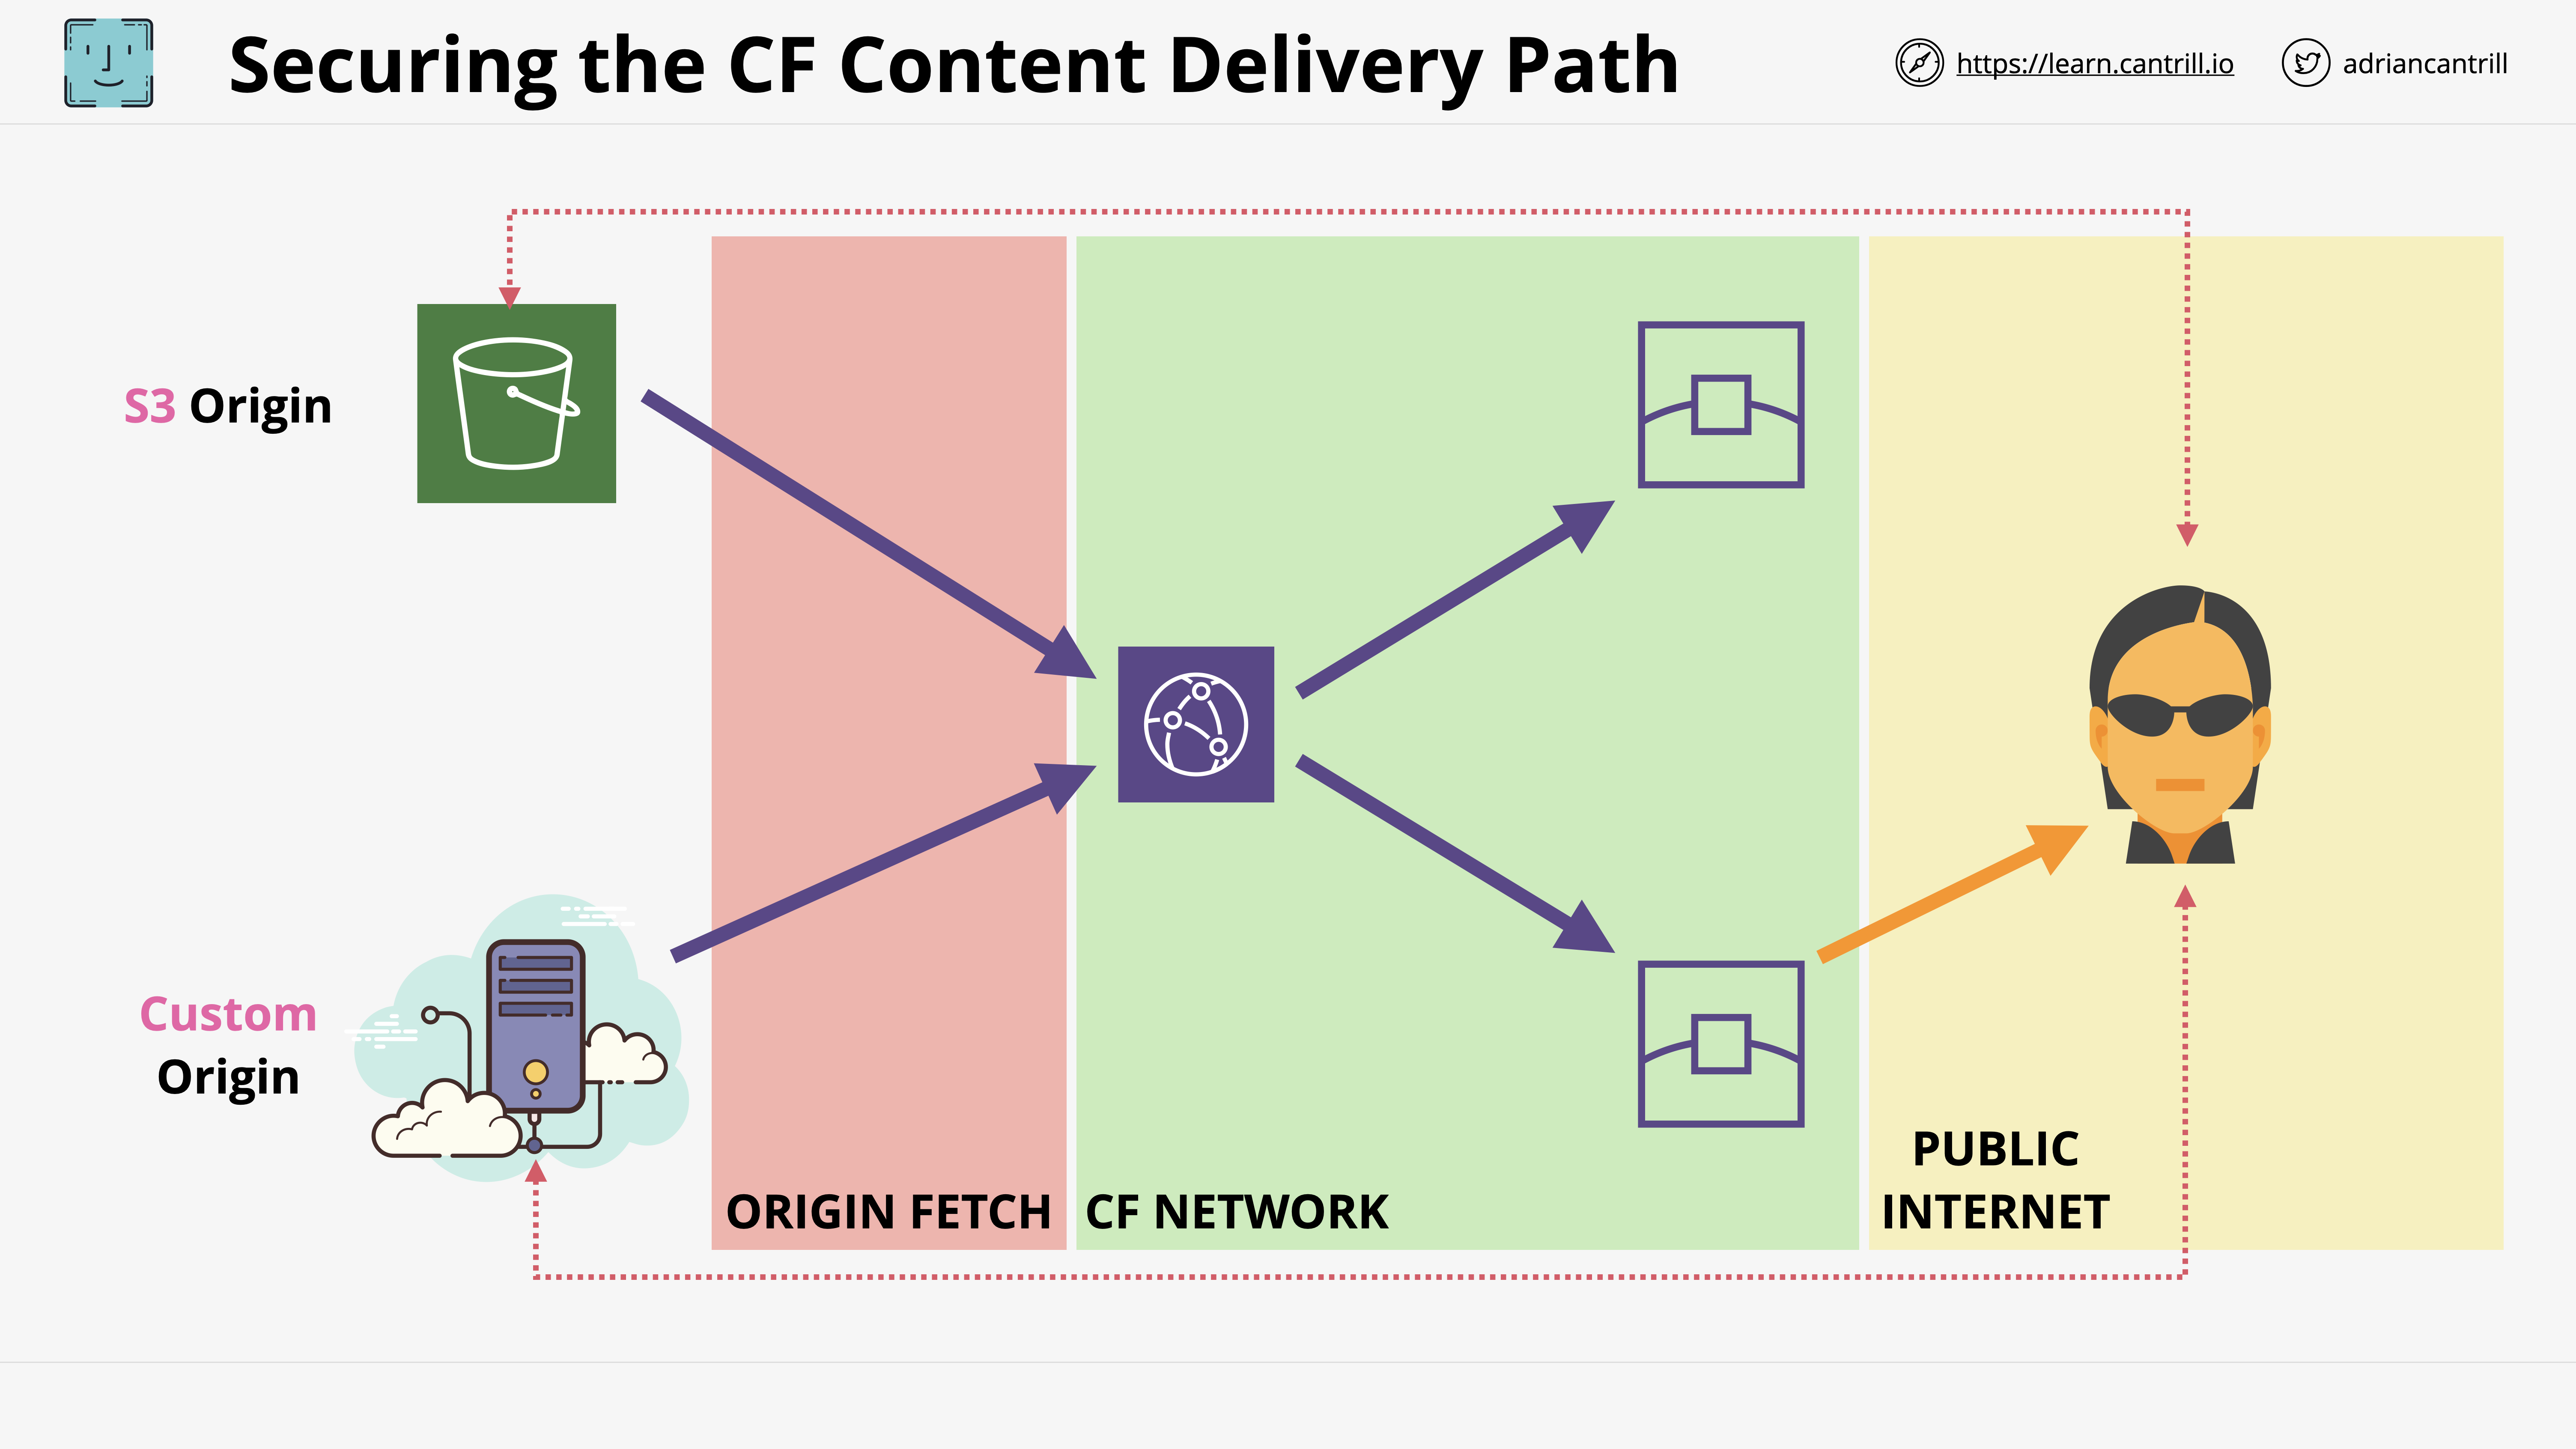 Securing the CF Content Delivery Path
https://learn.cantrill.io
adriancantrill
S3 Origin
Custom
Origin
ORIGIN FETCH
CF NETWORK
PUBLIC
INTERNET